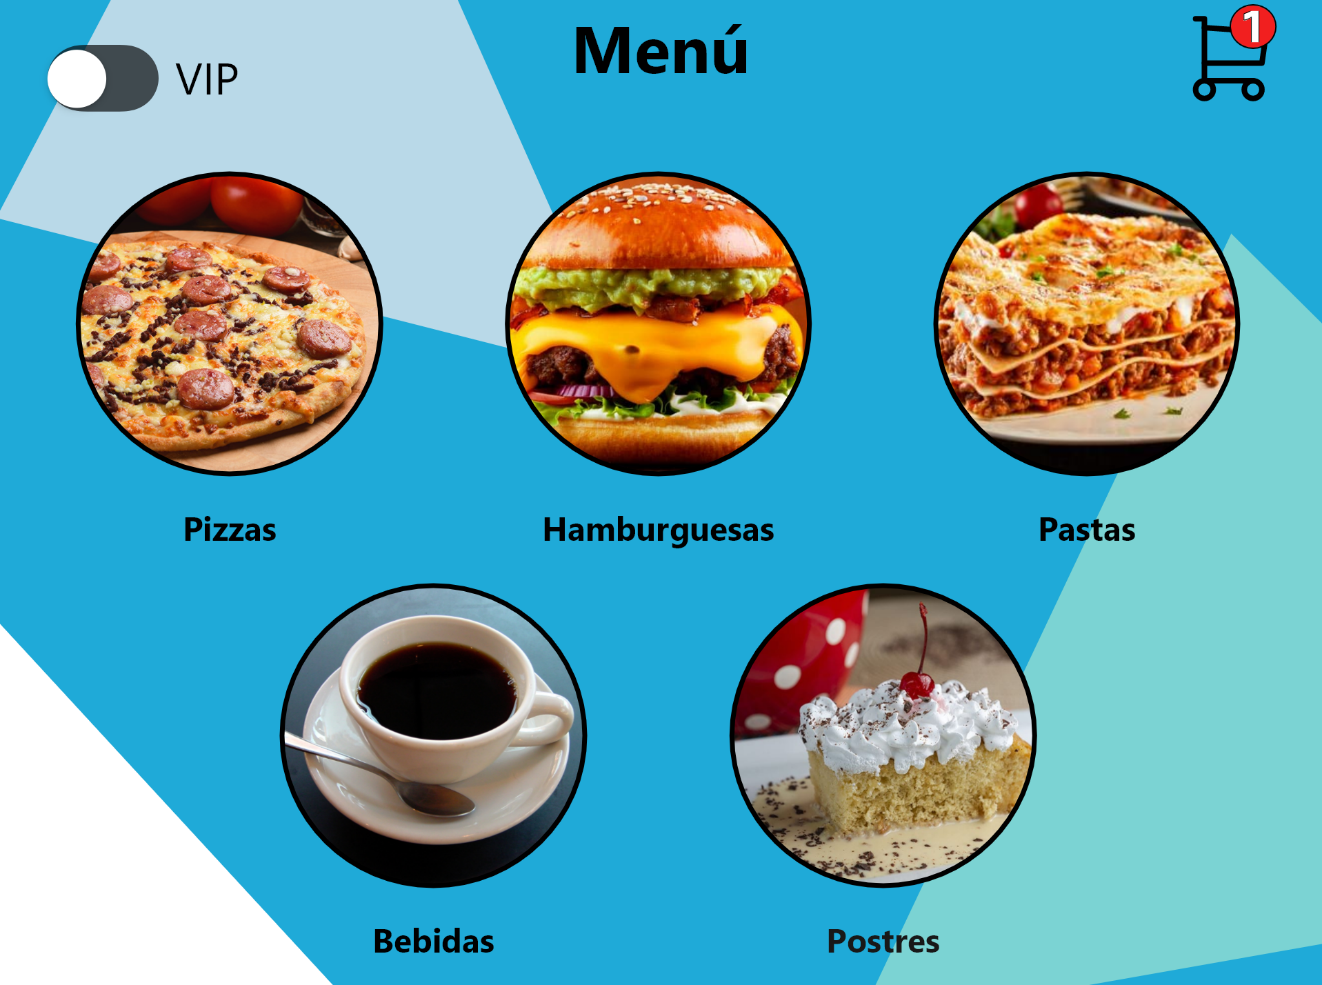 Menú
VIP
1
Pizzas
Hamburguesas
Pastas
Bebidas
Postres